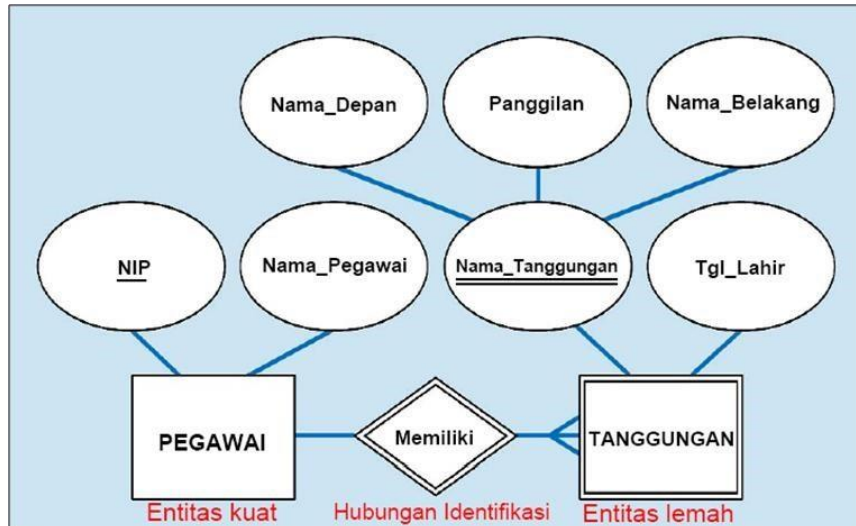 Nama_Depan
Panggilan
Nama_Belakang
NIP
Nama_Pegawai
Nama_Tanggungan
Tgl_Lahir
PEGAWAI
Memiliki
TANGGUNGAN
Entitas kuat
Hubungan Identifikasi
Entitas lemah